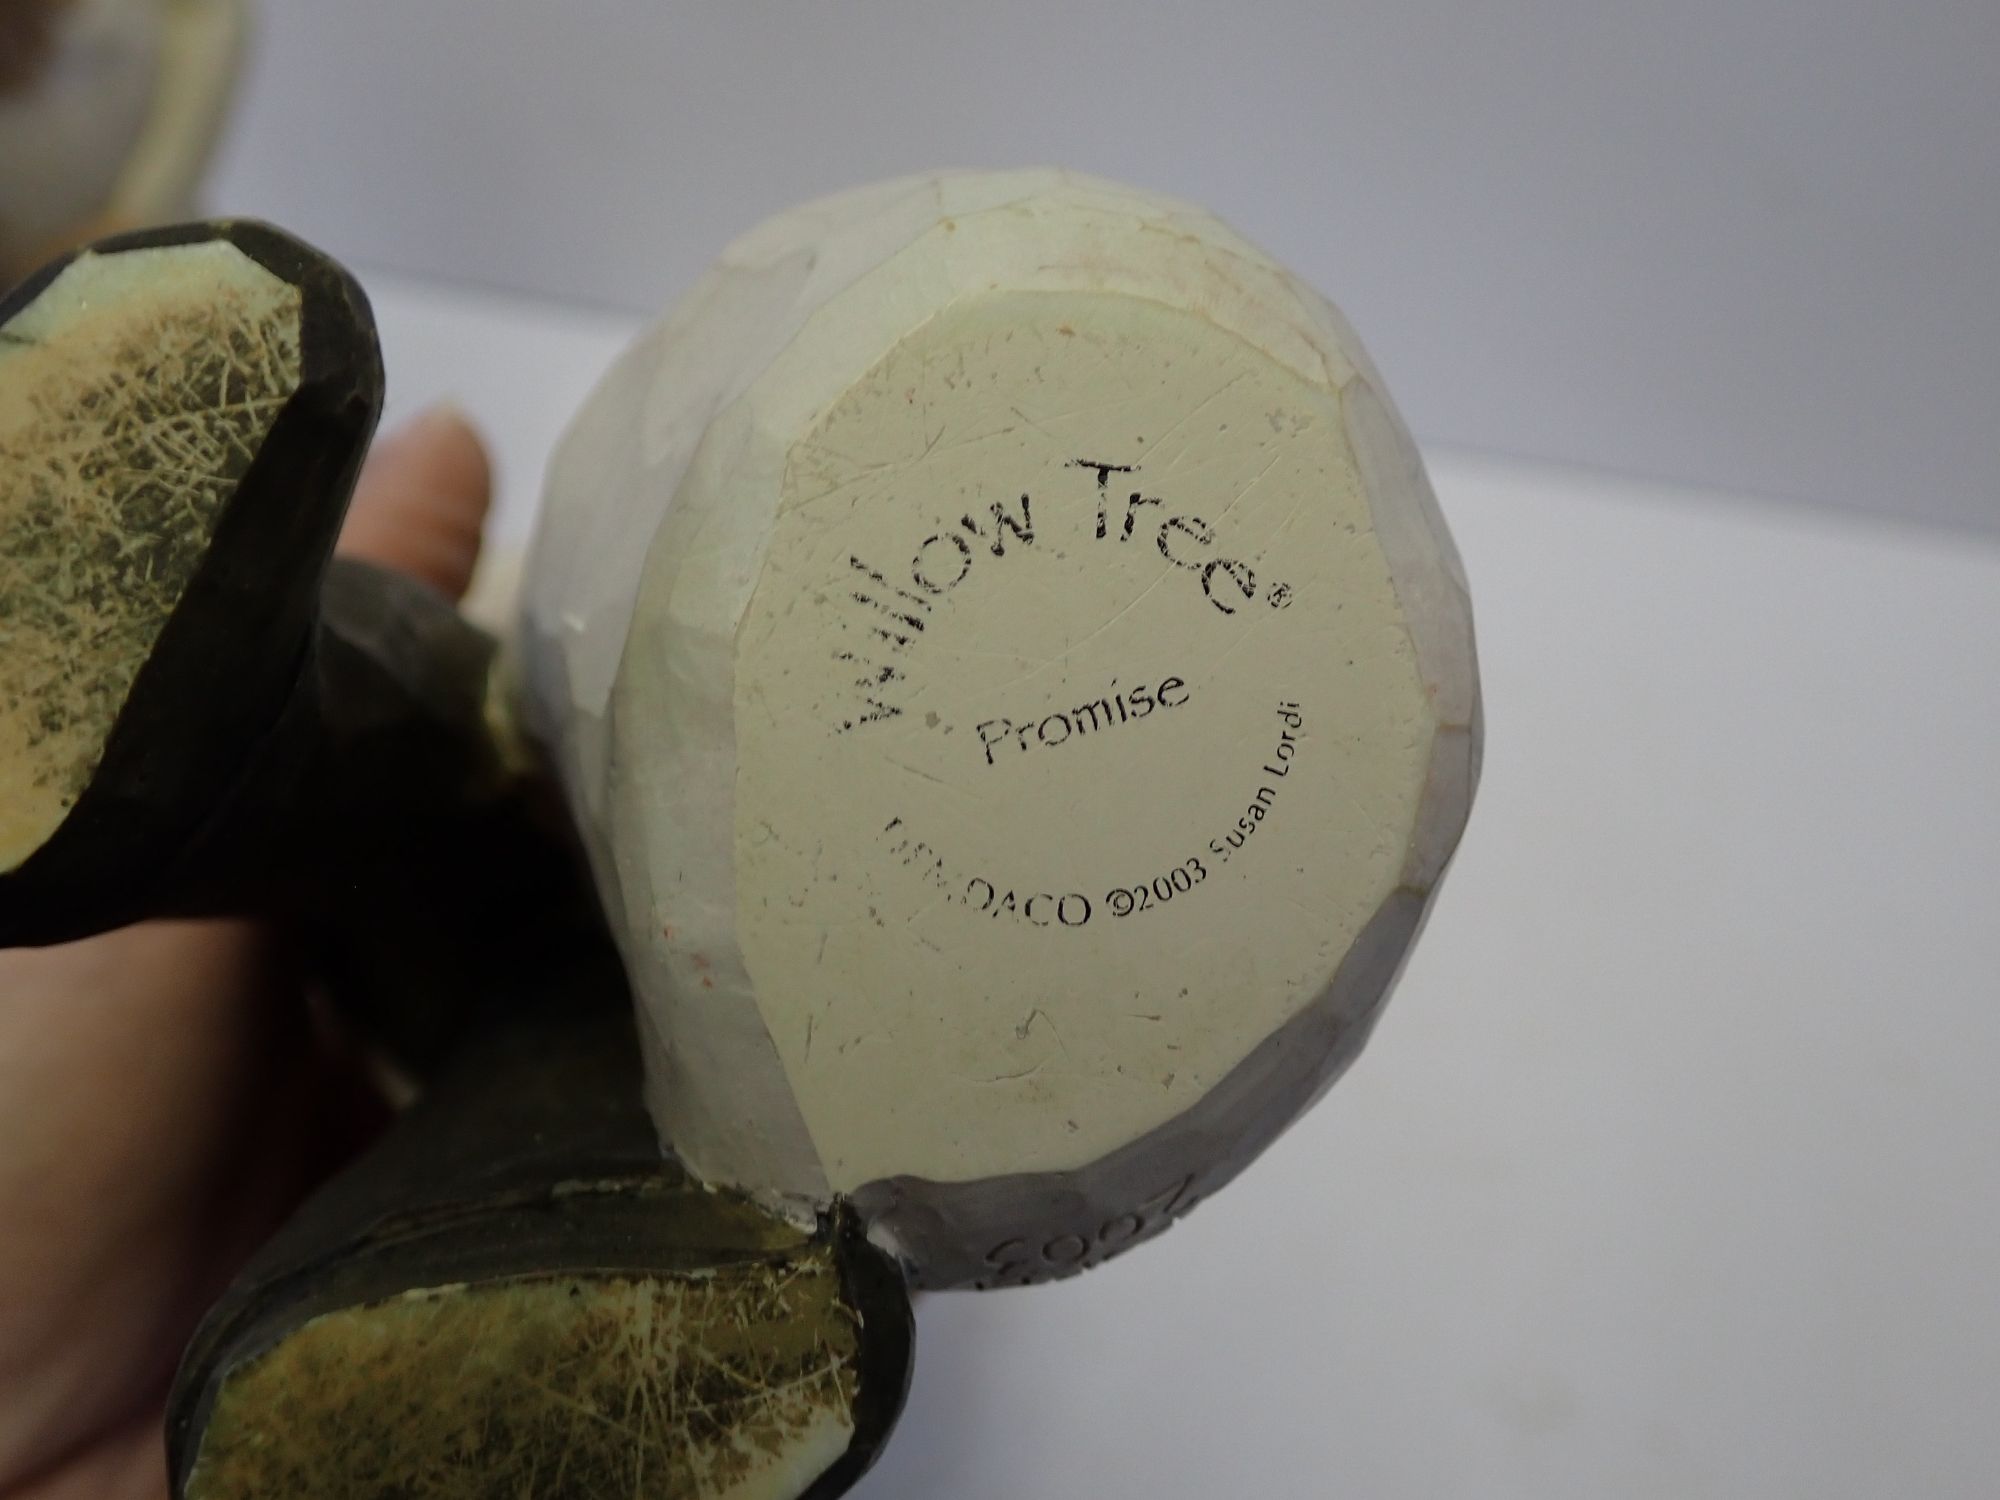 Willow Tree®
Promise
DEMDACO ©2003 Susan Lordi
2003